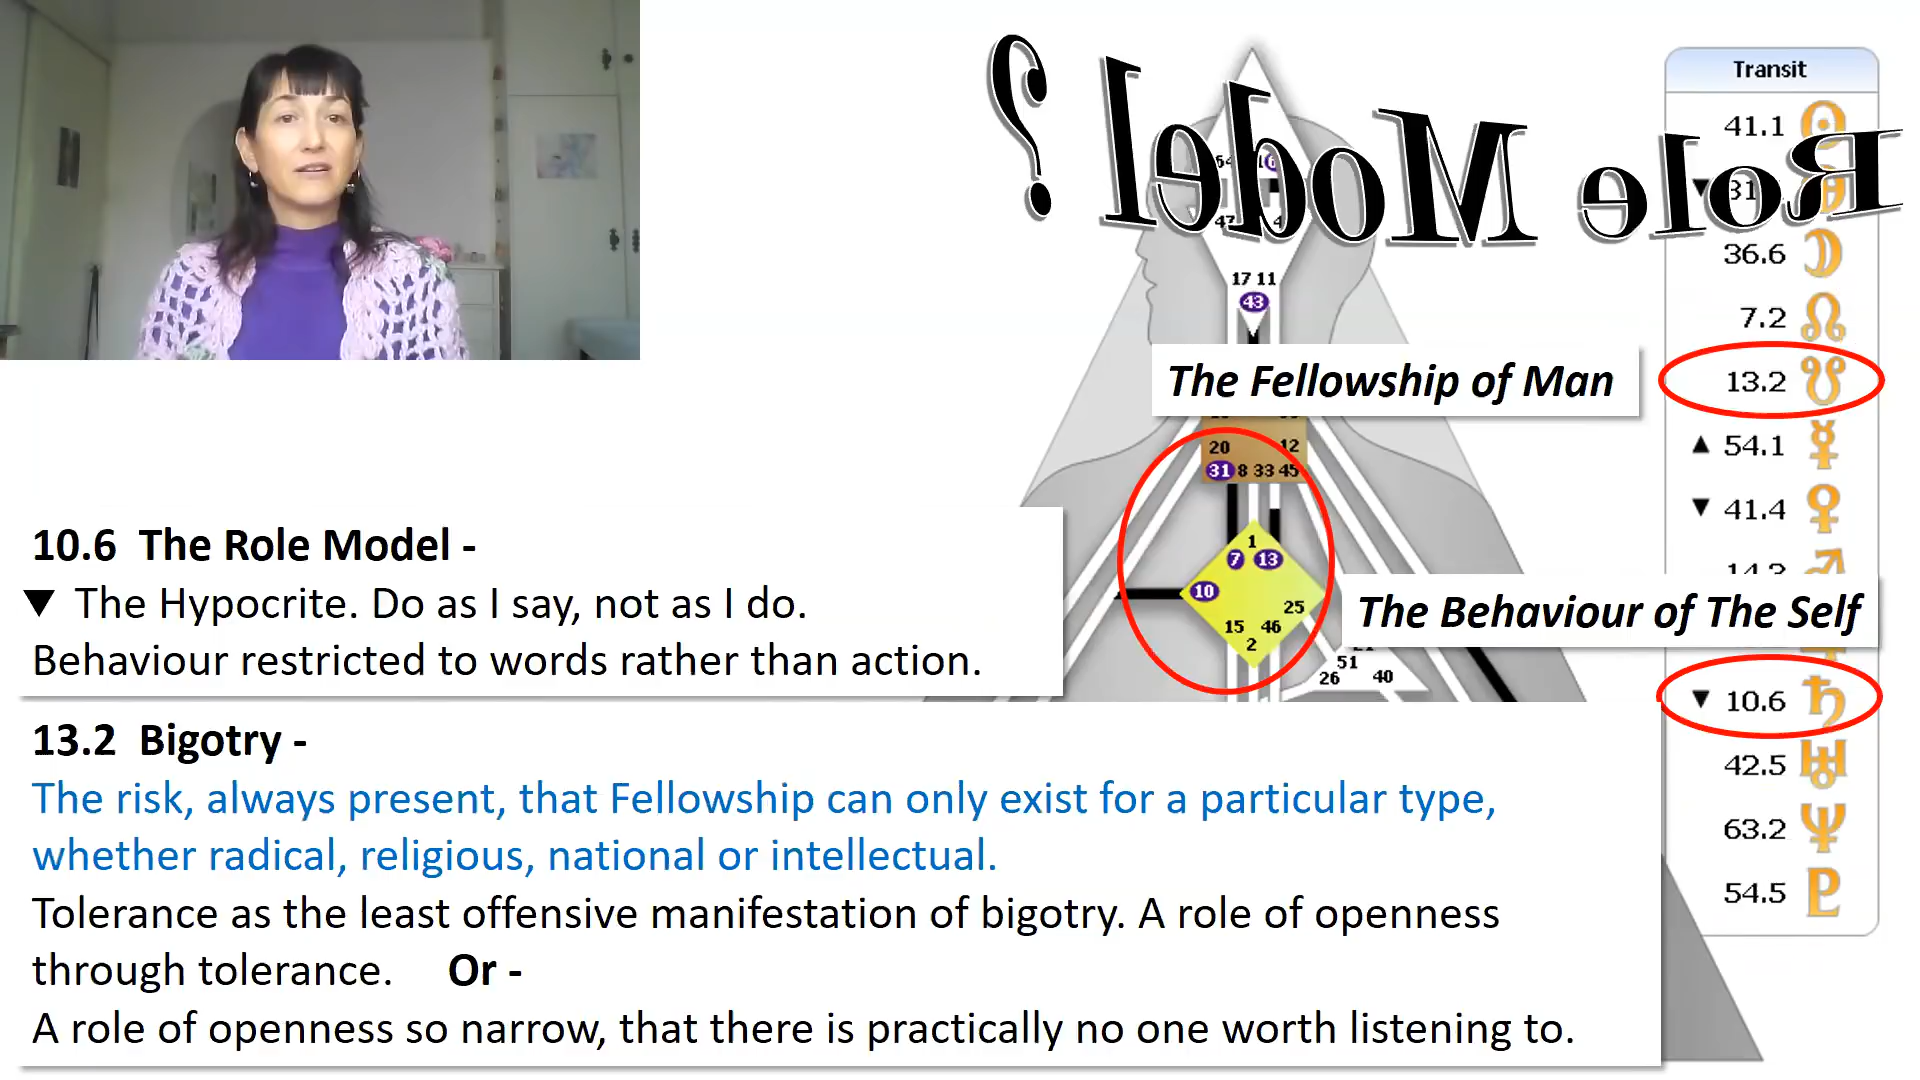 Role Model ?
Transit
41.1
36.6
7.2
13.2
▲ 54.1
▼ 41.4
▼ 10.6
42.5
63.2
54.5
17 11
43
The Fellowship of Man
20 12
31 8 33 45
1
7 13
10
25
15 46
2
51
26 40
The Behaviour of The Self
10.6 The Role Model -
▼ The Hypocrite. Do as I say, not as I do.
Behaviour restricted to words rather than action.
13.2 Bigotry -
The risk, always present, that Fellowship can only exist for a particular type,
whether radical, religious, national or intellectual.
Tolerance as the least offensive manifestation of bigotry. A role of openness
through tolerance. Or -
A role of openness so narrow, that there is practically no one worth listening to.